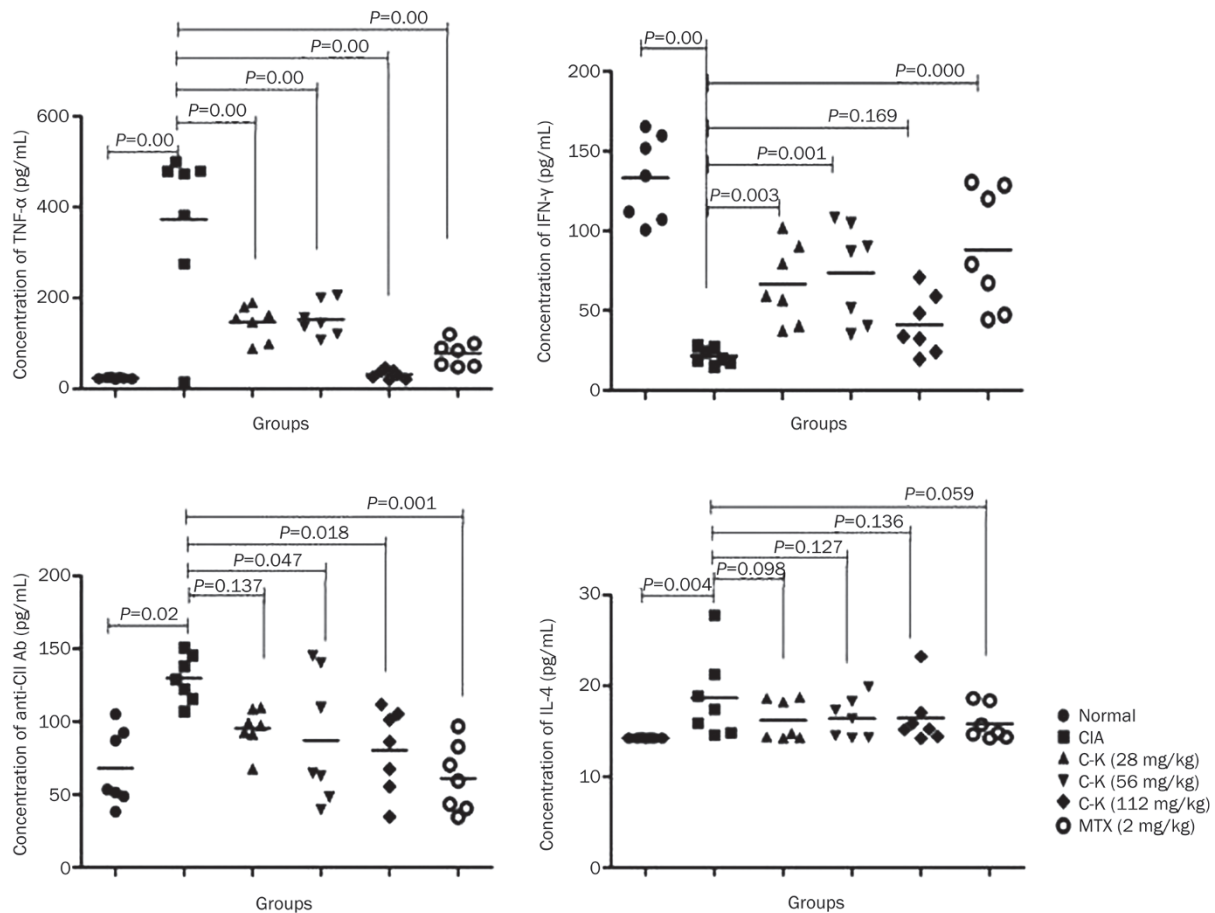 P=0.00
P=0.00
P=0.00
P=0.00
P=0.00
600
400
200
0
Concentration of TNF-α (pg/mL)
Groups
P=0.00
P=0.000
P=0.169
P=0.001
P=0.003
200
150
100
50
0
Concentration of IFN-γ (pg/mL)
Groups
P=0.001
P=0.018
P=0.047
P=0.137
P=0.02
200
150
100
50
0
Concentration of anti-CII Ab (pg/mL)
Groups
P=0.059
P=0.136
P=0.127
P=0.098
P=0.004
30
20
10
0
Concentration of IL-4 (pg/mL)
Groups
Normal
CIA
C-K (28 mg/kg)
C-K (56 mg/kg)
C-K (112 mg/kg)
MTX (2 mg/kg)